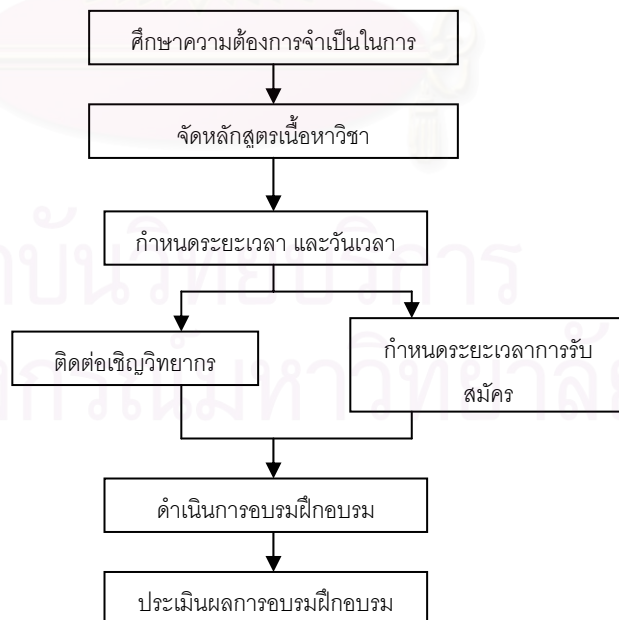 ศึกษาความต้องการจำเป็นในการ
จัดหลักสูตรเนื้อหาวิชา
กำหนดระยะเวลา และวันเวลา
ติดต่อเชิญวิทยากร
กำหนดระยะเวลาการรับ
สมัคร
ดำเนินการอบรมฝึกอบรม
ประเมินผลการอบรมฝึกอบรม